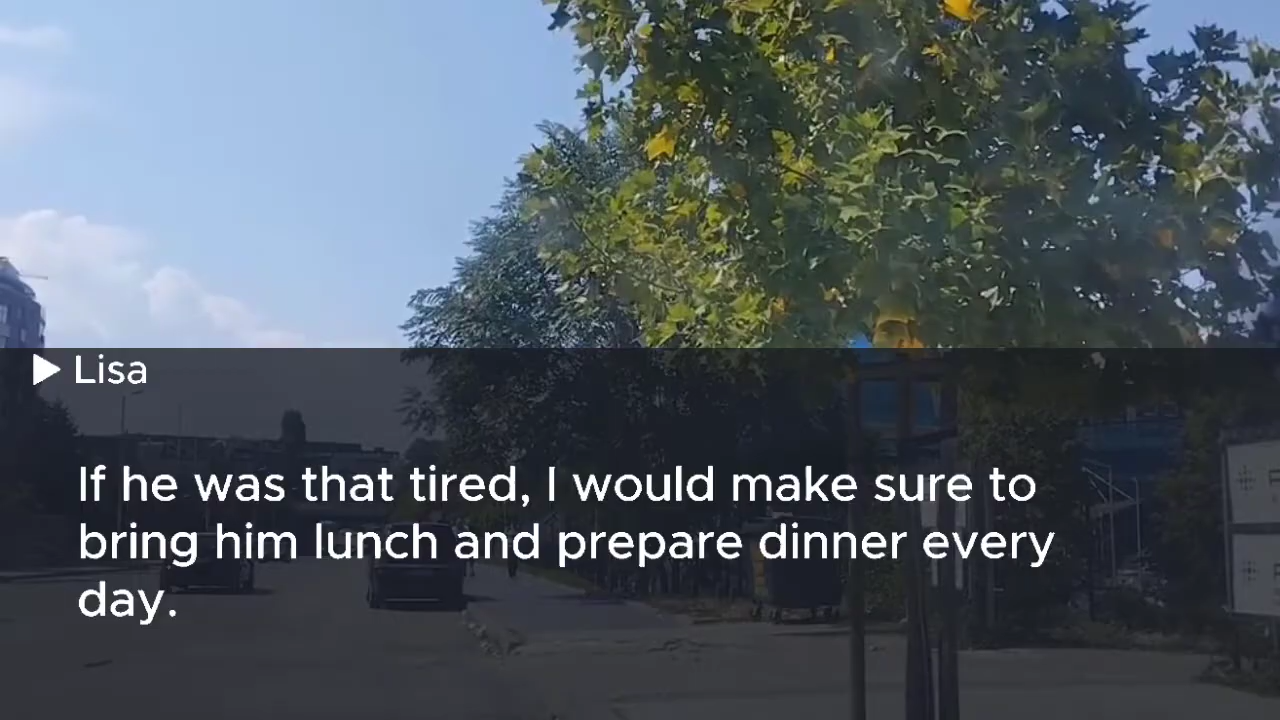 Lisa
If he was that tired, I would make sure to
bring him lunch and prepare dinner every
day.